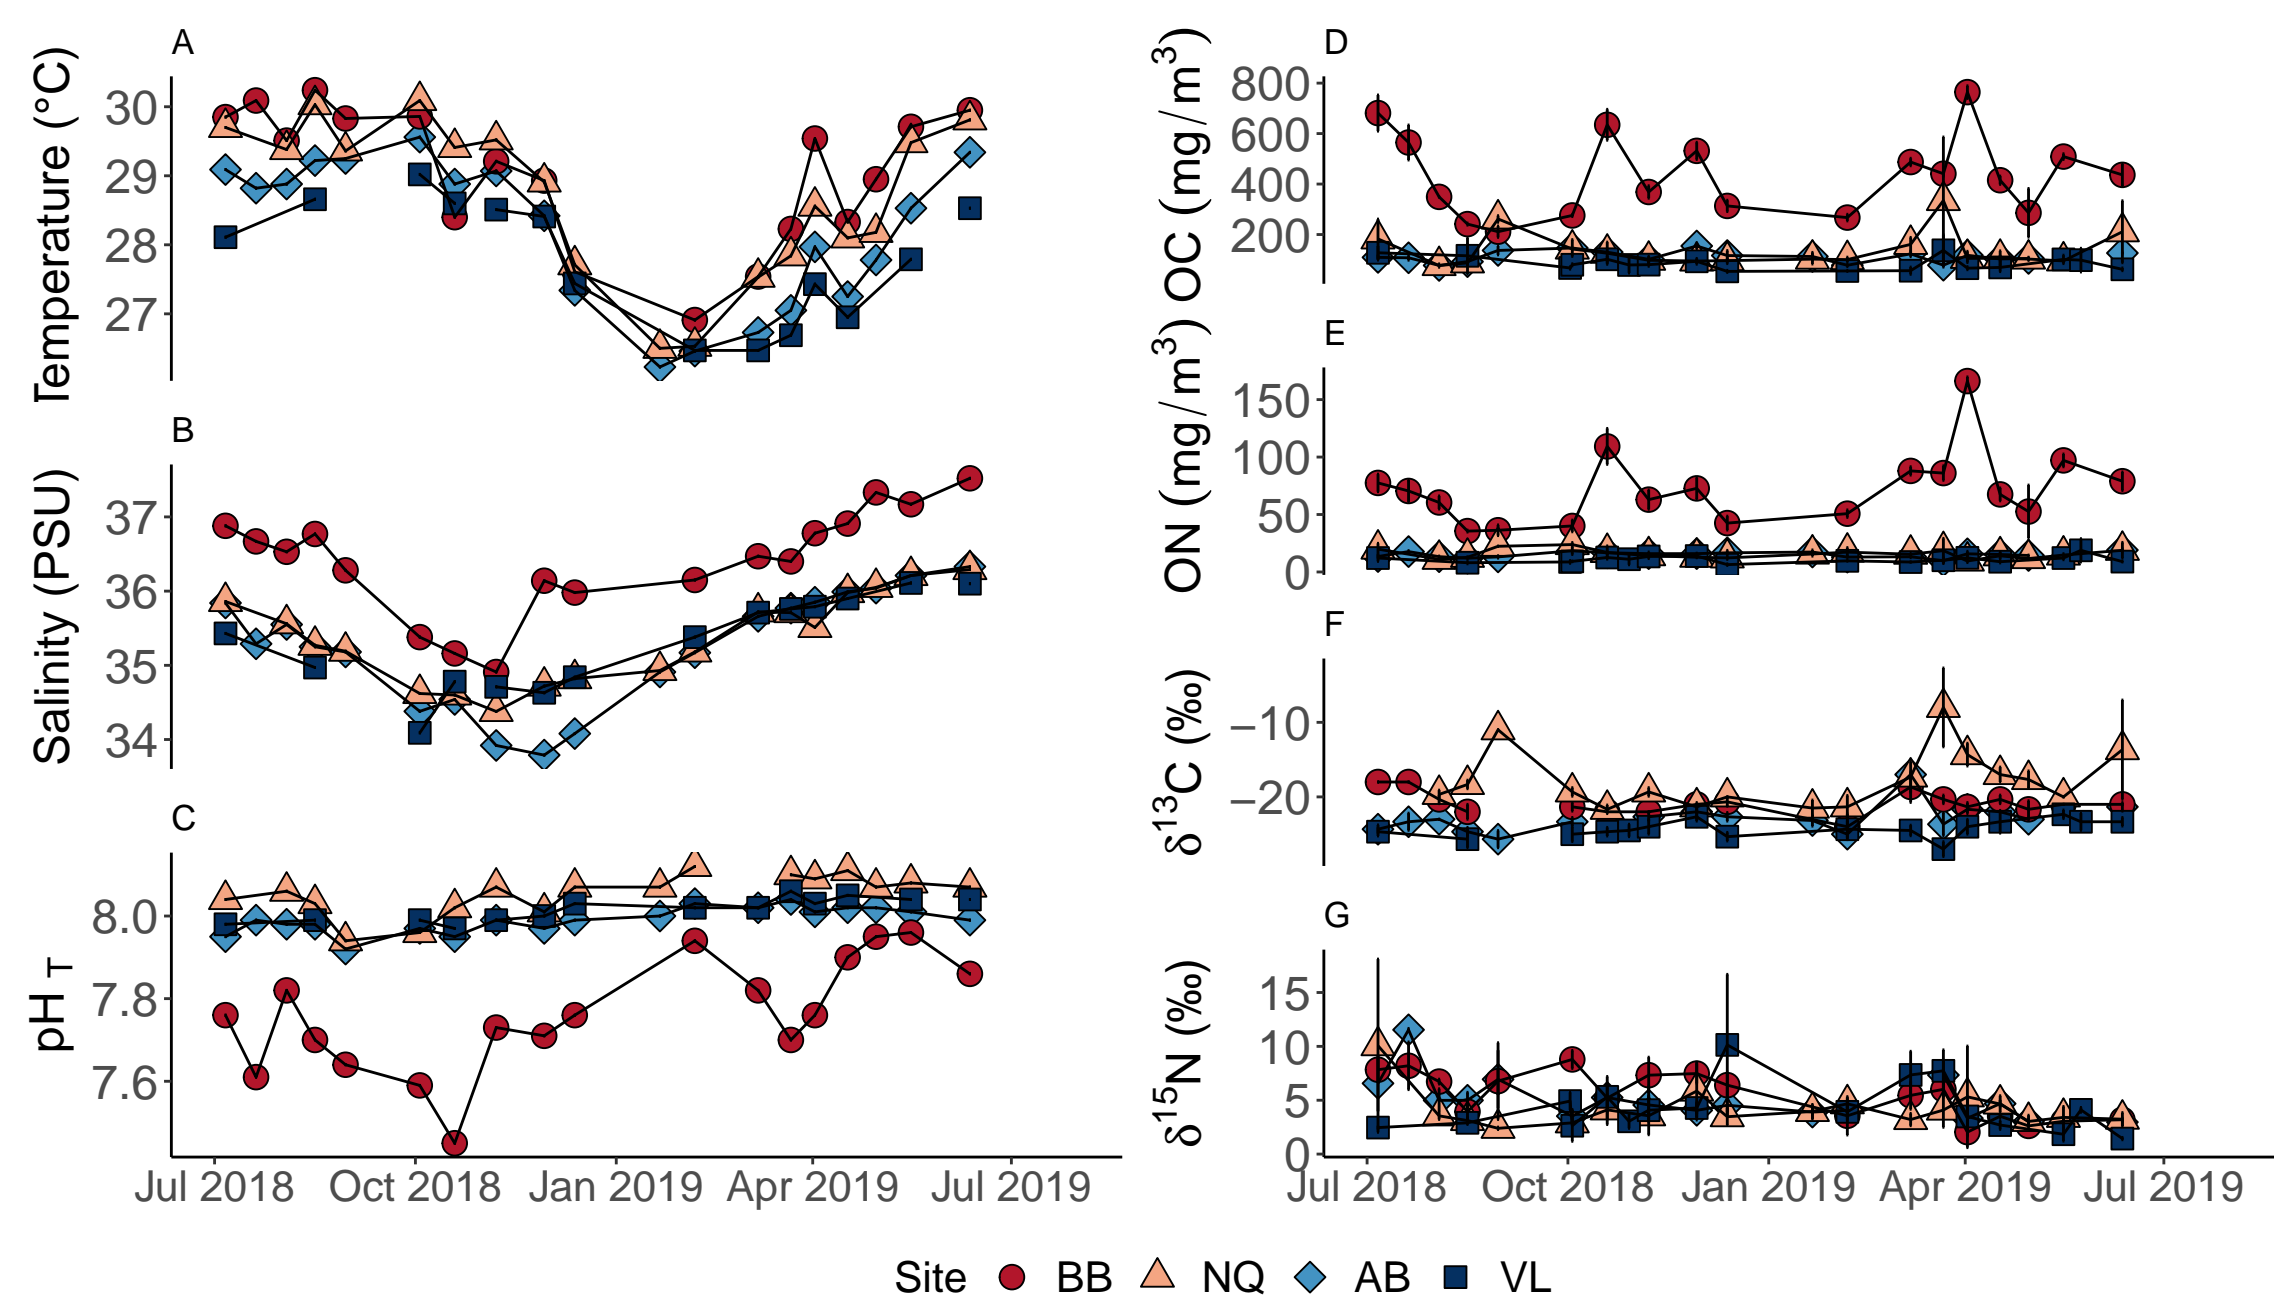 A
Temperature (°C)
30
29
28
27
B
Salinity (PSU)
37
36
35
34
C
pH T
8.0
7.8
7.6
Jul 2018 Oct 2018 Jan 2019 Apr 2019 Jul 2019
D
OC (mg/m³)
800
600
400
200
E
ON (mg/m³)
150
100
50
0
F
δ¹³C (‰)
−10
−20
G
δ¹⁵N (‰)
15
10
5
0
Jul 2018 Oct 2018 Jan 2019 Apr 2019 Jul 2019
Site BB NQ AB VL